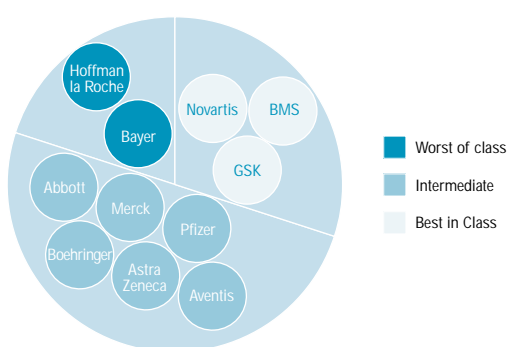 Hoffman
la Roche
Bayer
Novartis
BMS
GSK
Abbott
Merck
Pfizer
Boehringer
Astra
Zeneca
Aventis
Worst of class
Intermediate
Best in Class